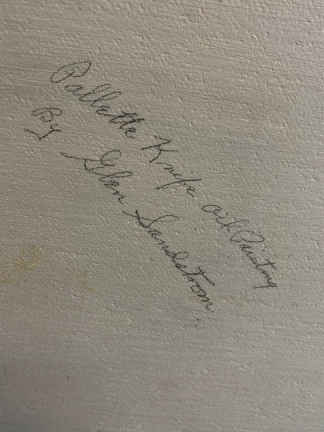 Pallette Knife Oil Painting
By Glen Sandstrom